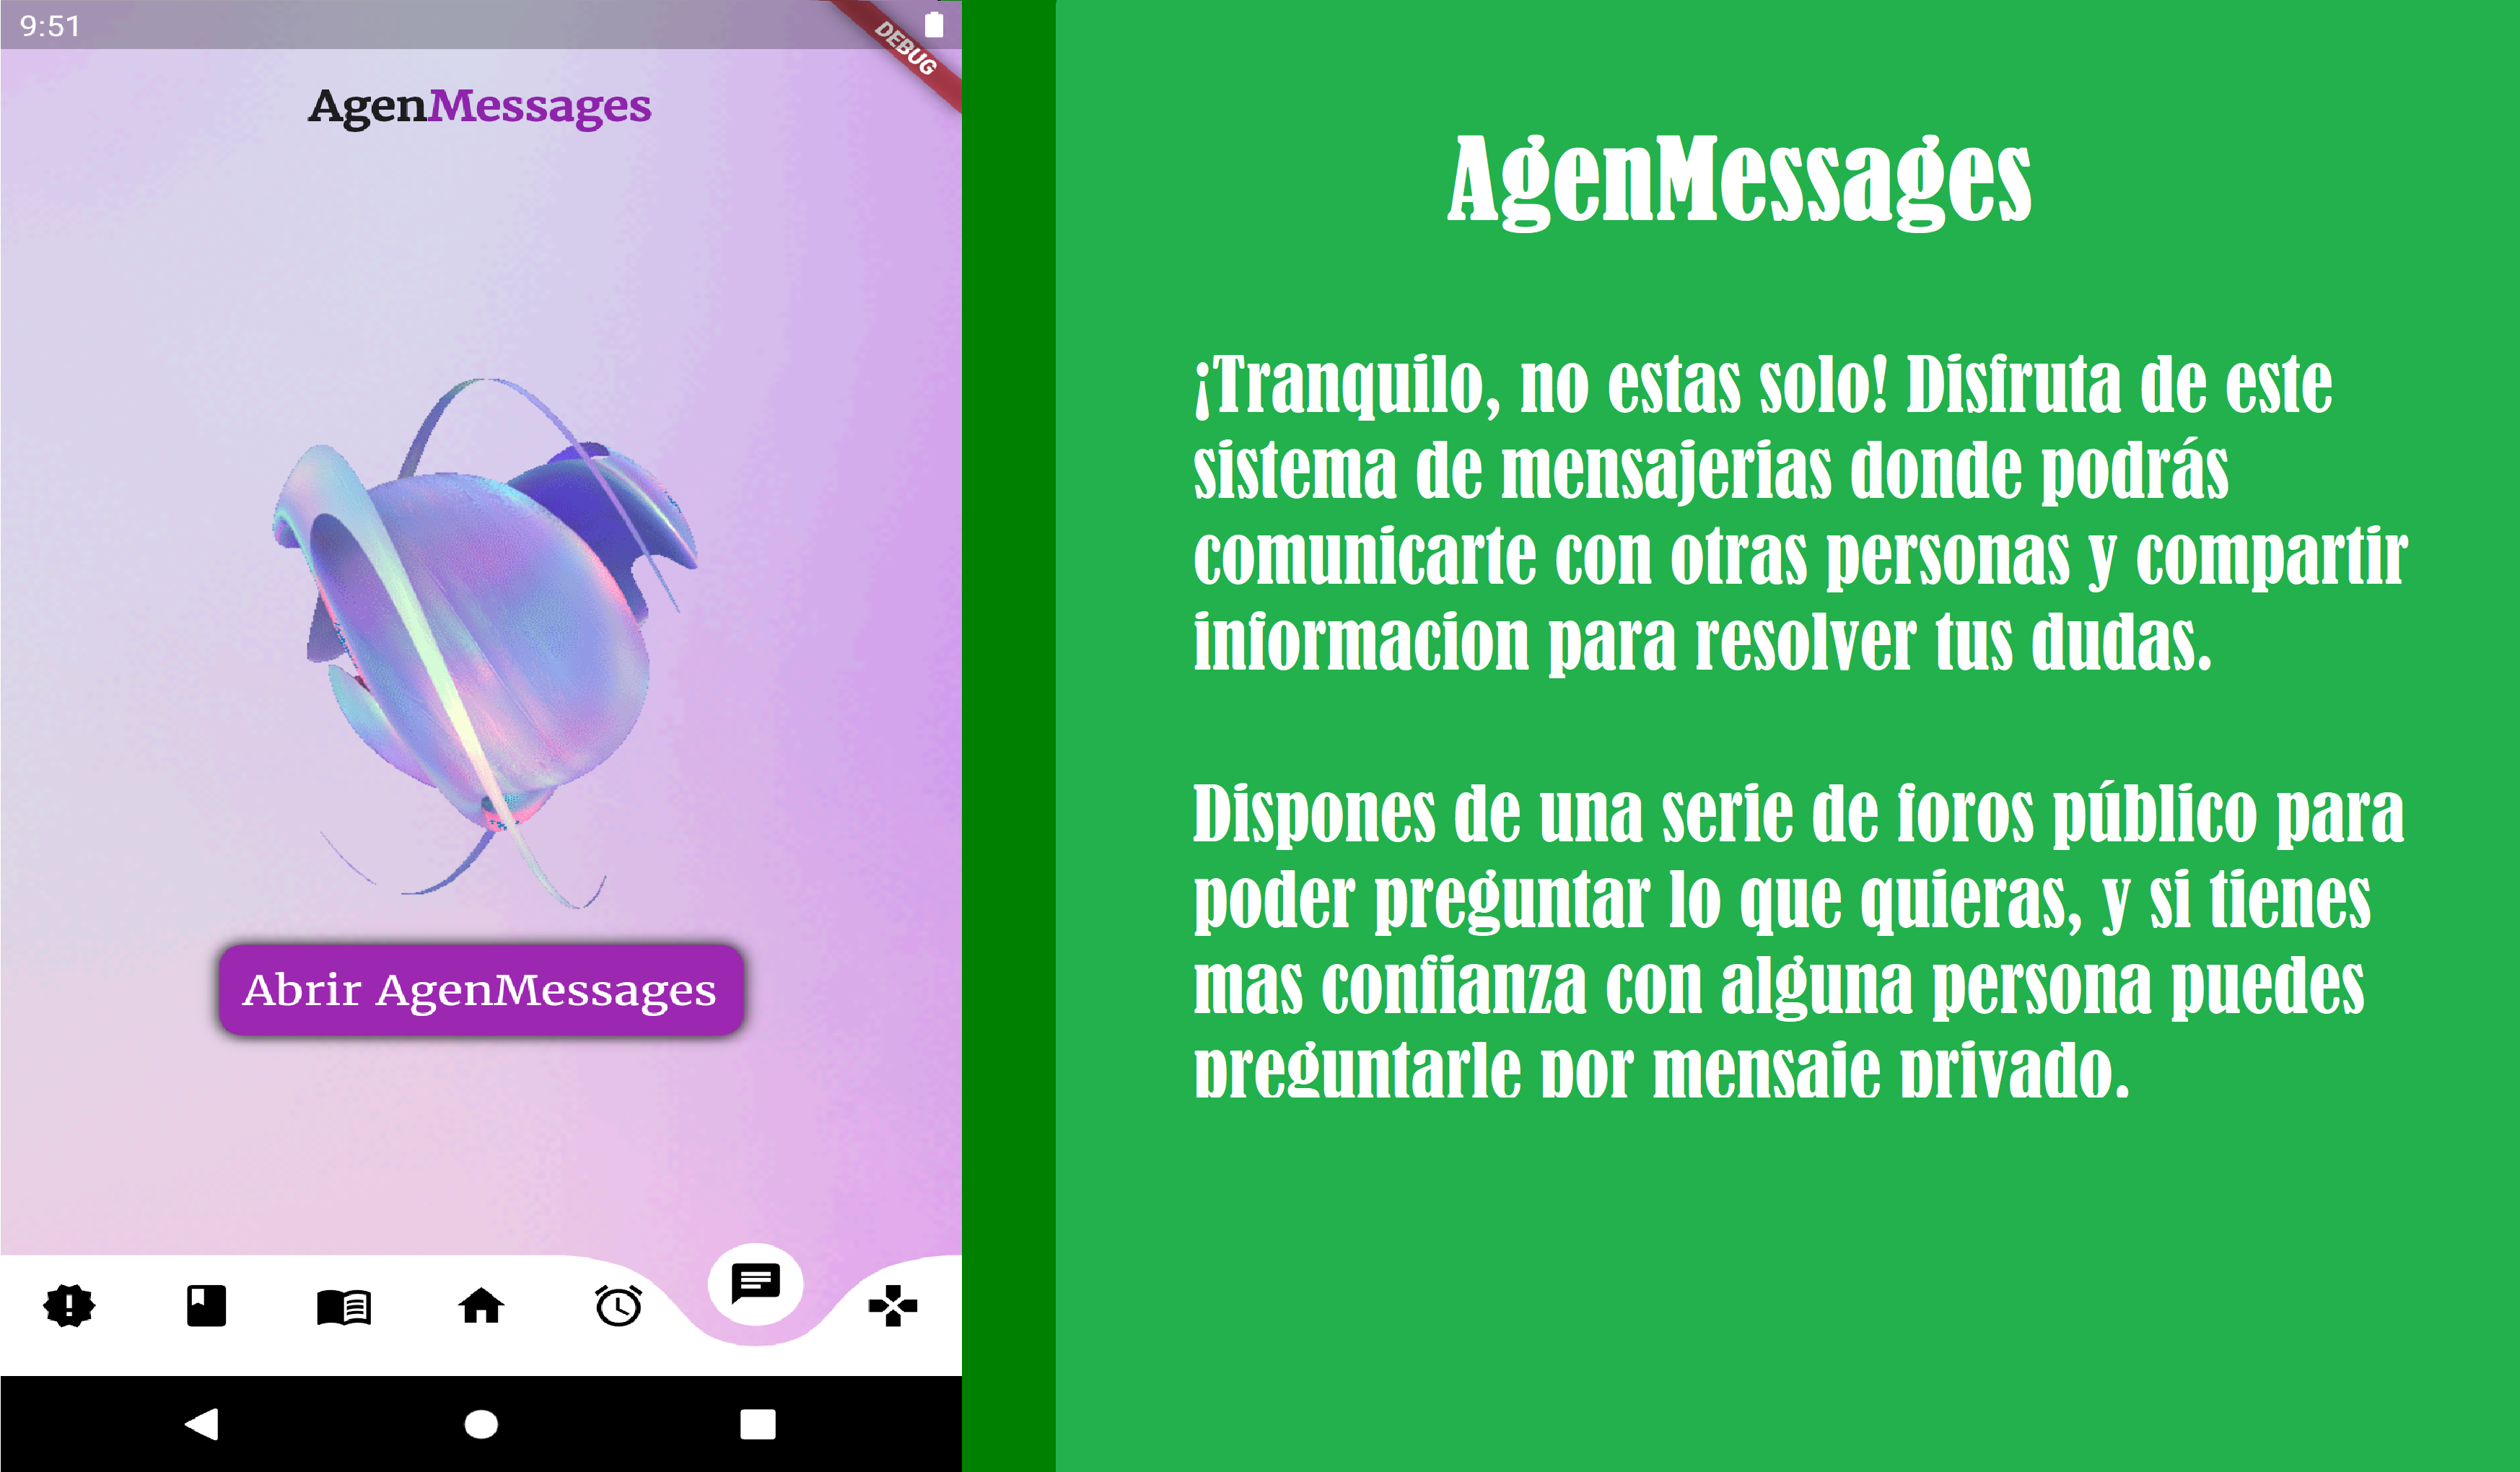 9:51
DEBUG
AgenMessages
Abrir AgenMessages
AgenMessages
¡Tranquilo, no estas solo! Disfruta de este
sistema de mensajerias donde podrás
comunicarte con otras personas y compartir
informacion para resolver tus dudas.
Dispones de una serie de foros público para
poder preguntar lo que quieras, y si tienes
mas confianza con alguna persona puedes
preguntarle por mensaje privado.